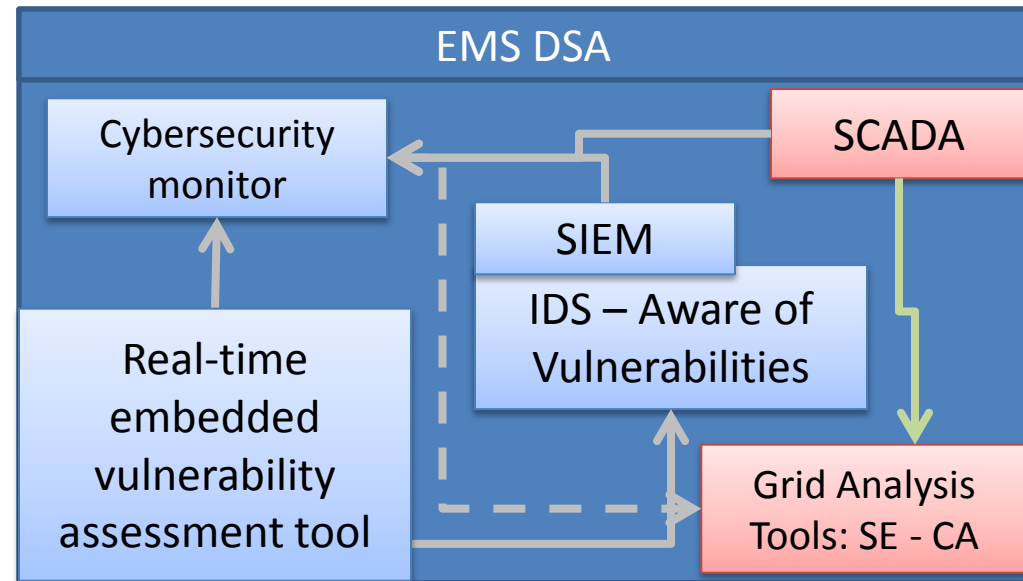 EMS DSA
Cybersecurity
monitor
SCADA
SIEM
IDS – Aware of
Vulnerabilities
Real-time
embedded
vulnerability
assessment tool
Grid Analysis
Tools: SE - CA